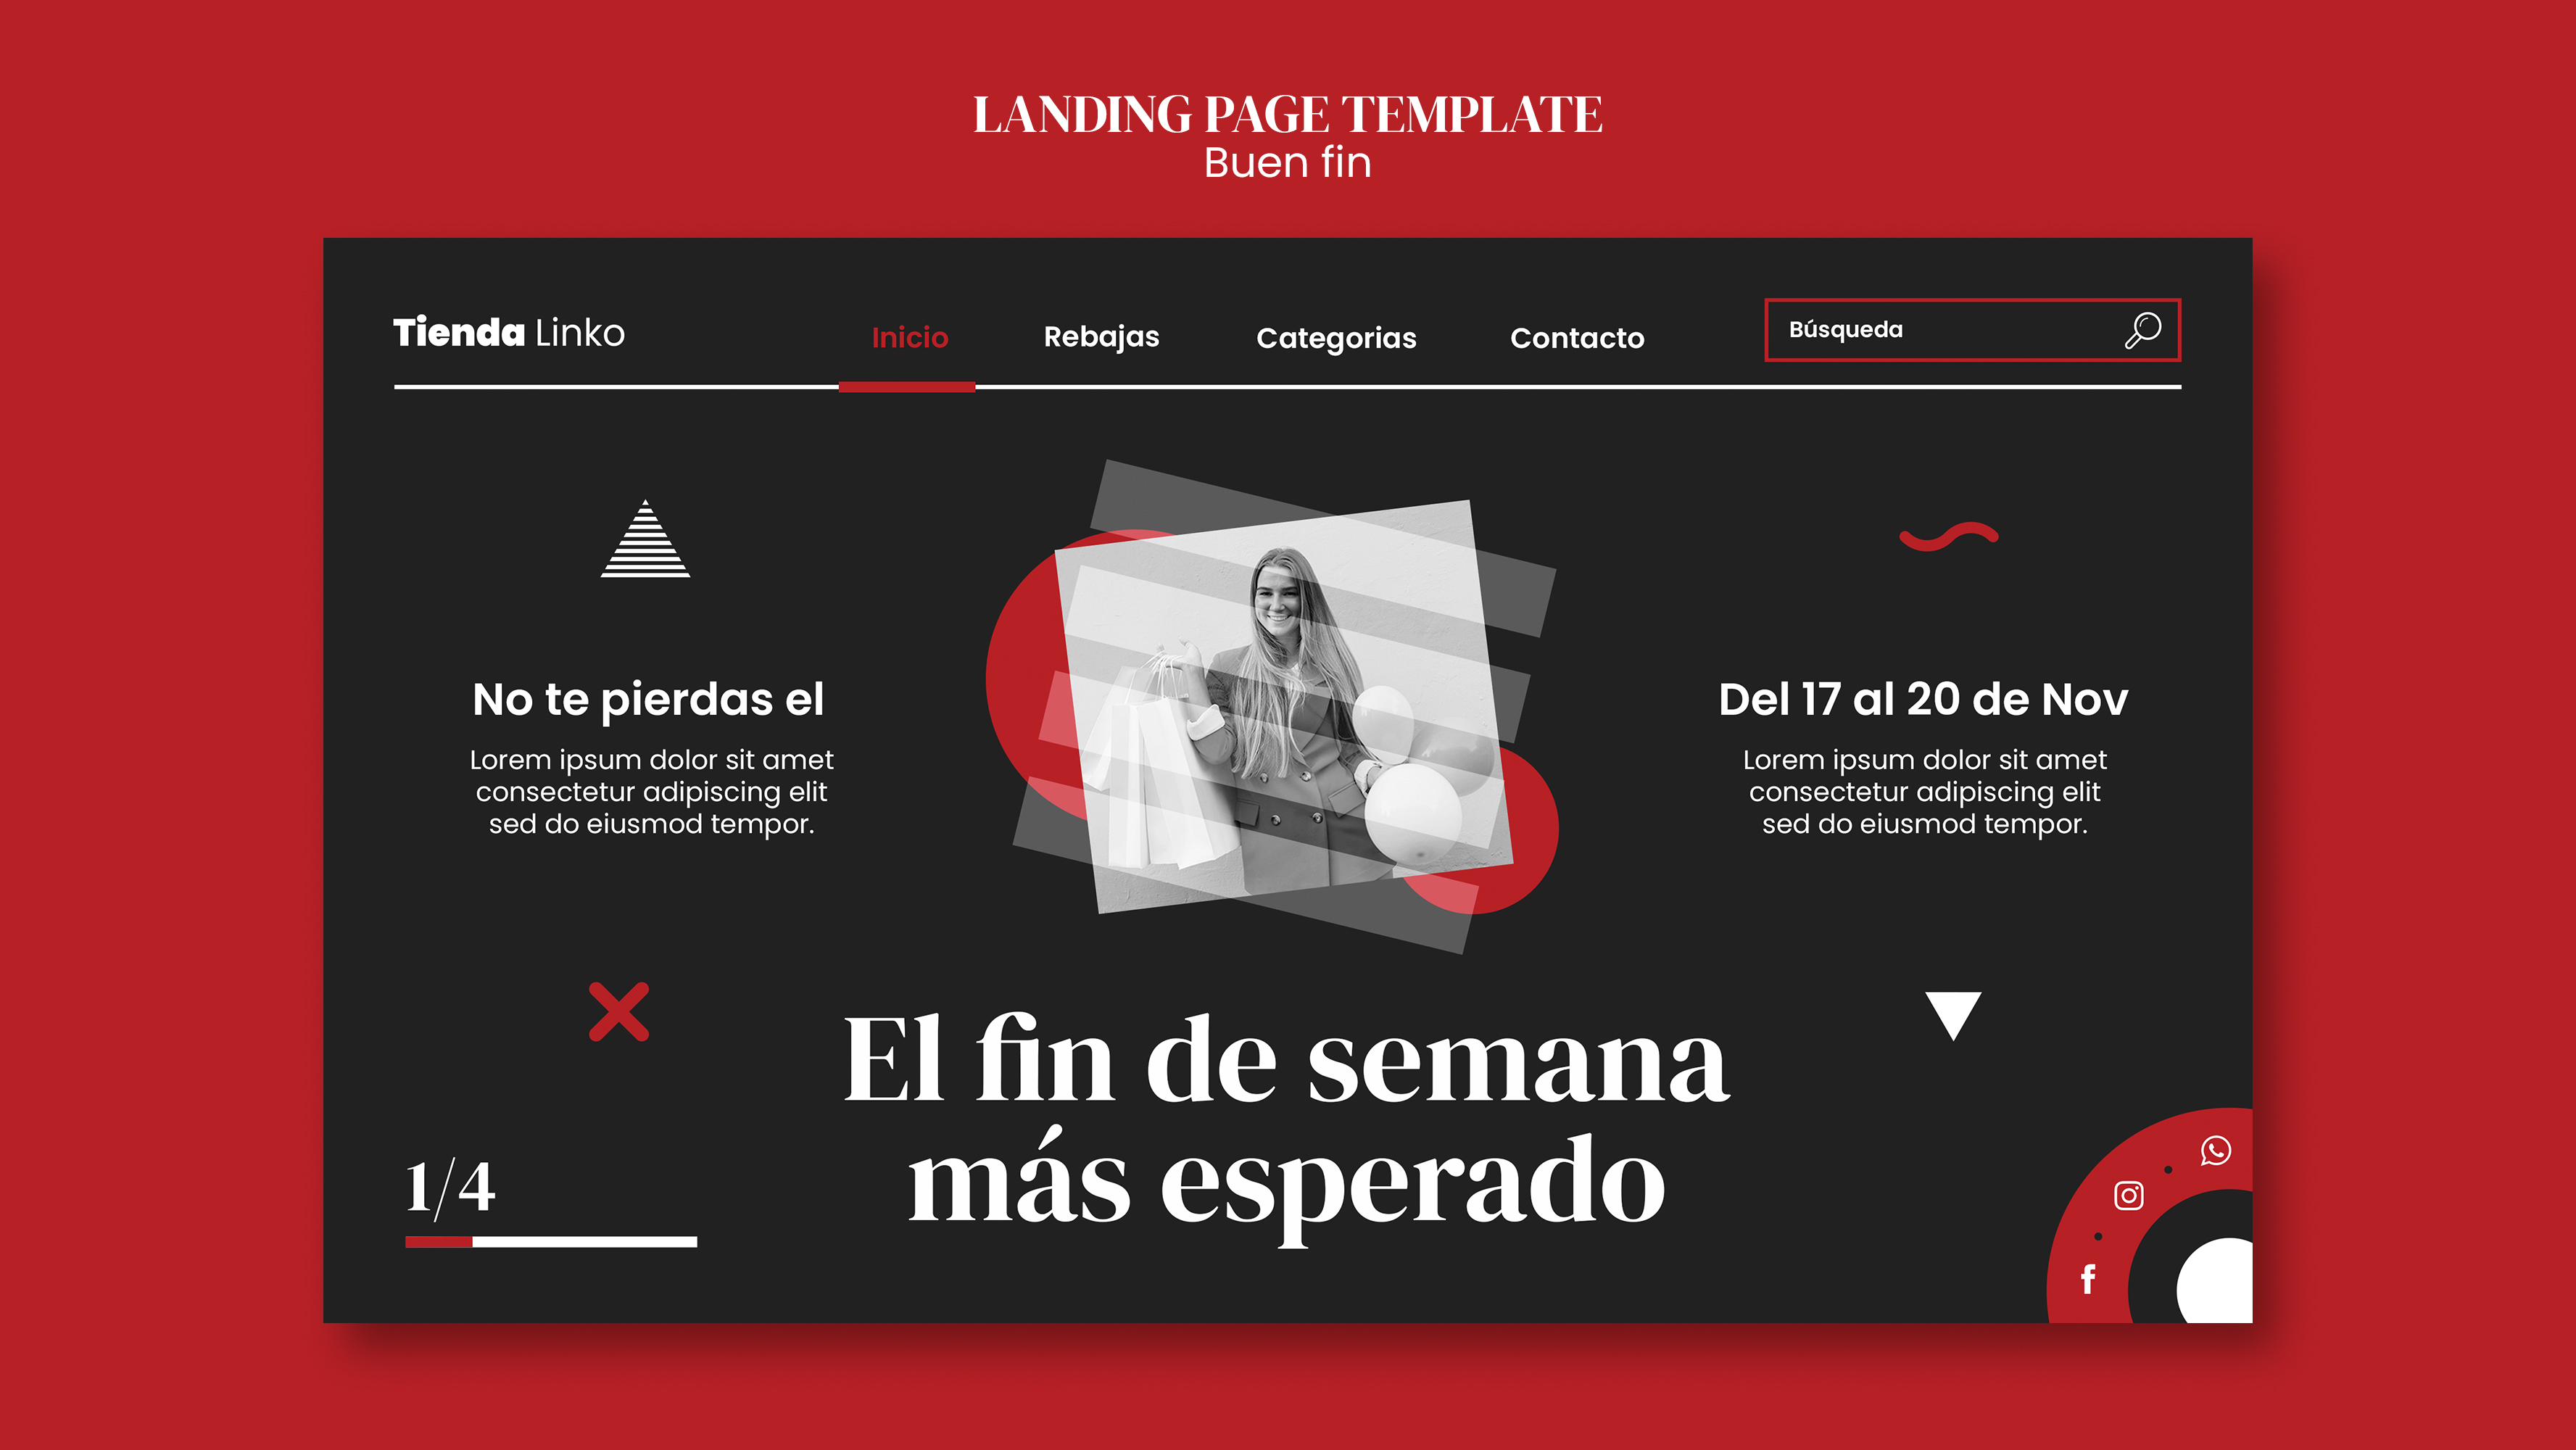 LANDING PAGE TEMPLATE
Buen fin
Tienda Linko
Inicio
Rebajas
Categorias
Contacto
Búsqueda
No te pierdas el
Lorem ipsum dolor sit amet
consectetur adipiscing elit
sed do eiusmod tempor.
Del 17 al 20 de Nov
Lorem ipsum dolor sit amet
consectetur adipiscing elit
sed do eiusmod tempor.
El fin de semana
más esperado
1/4